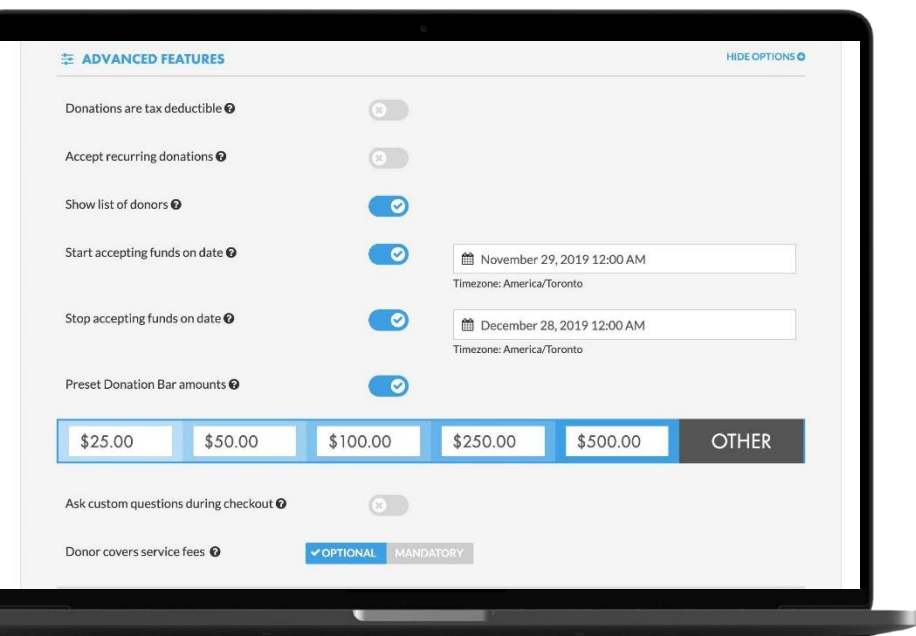 ADVANCED FEATURES
HIDE OPTIONS
Donations are tax deductible
Accept recurring donations
Show list of donors
Start accepting funds on date
November 29, 2019 12:00 AM
Timezone: America/Toronto
Stop accepting funds on date
December 28, 2019 12:00 AM
Timezone: America/Toronto
Preset Donation Bar amounts
$25.00 $50.00 $100.00 $250.00 $500.00 OTHER
Ask custom questions during checkout
Donor covers service fees
OPTIONAL MANDATORY